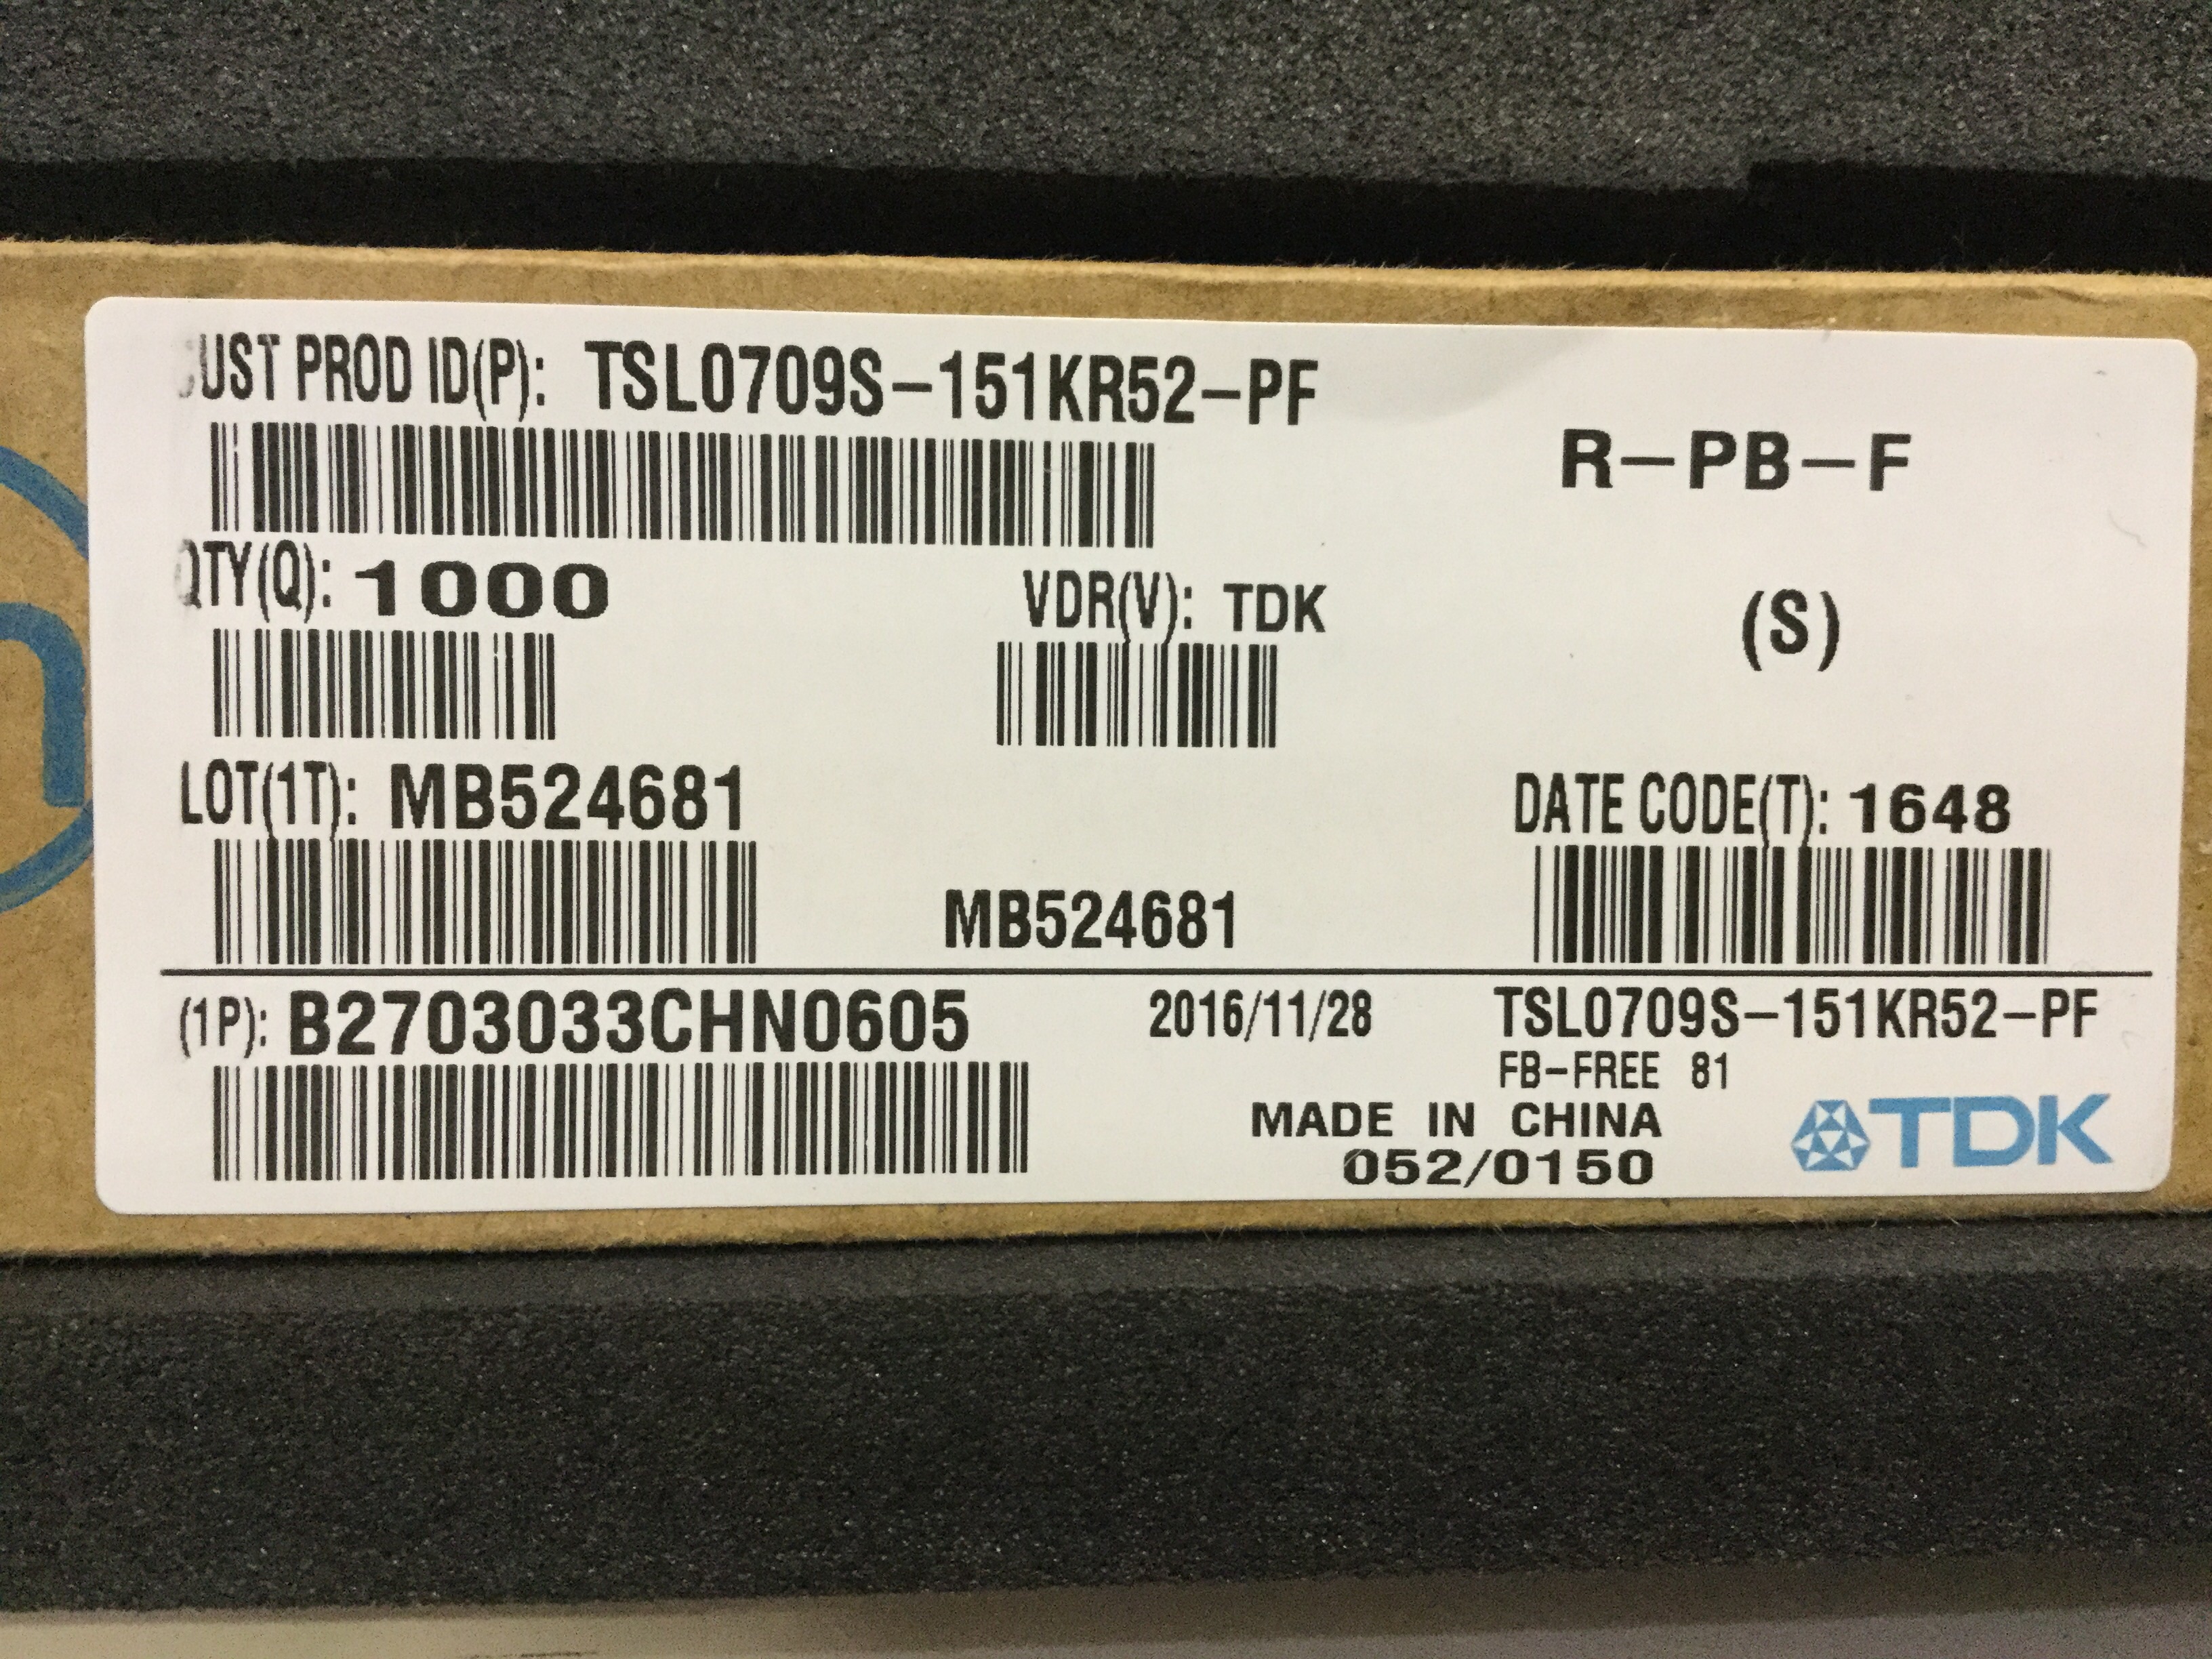 CUST PROD ID(P): TSL0709S-151KR52-PF
R-PB-F
QTY(Q): 1000
VDR(V): TDK
(S)
LOT(1T): MB524681
DATE CODE(T): 1648
MB524681
(1P): B2703033CHN0605
2016/11/28
TSL0709S-151KR52-PF
FB-FREE 81
MADE IN CHINA
052/0150
TDK